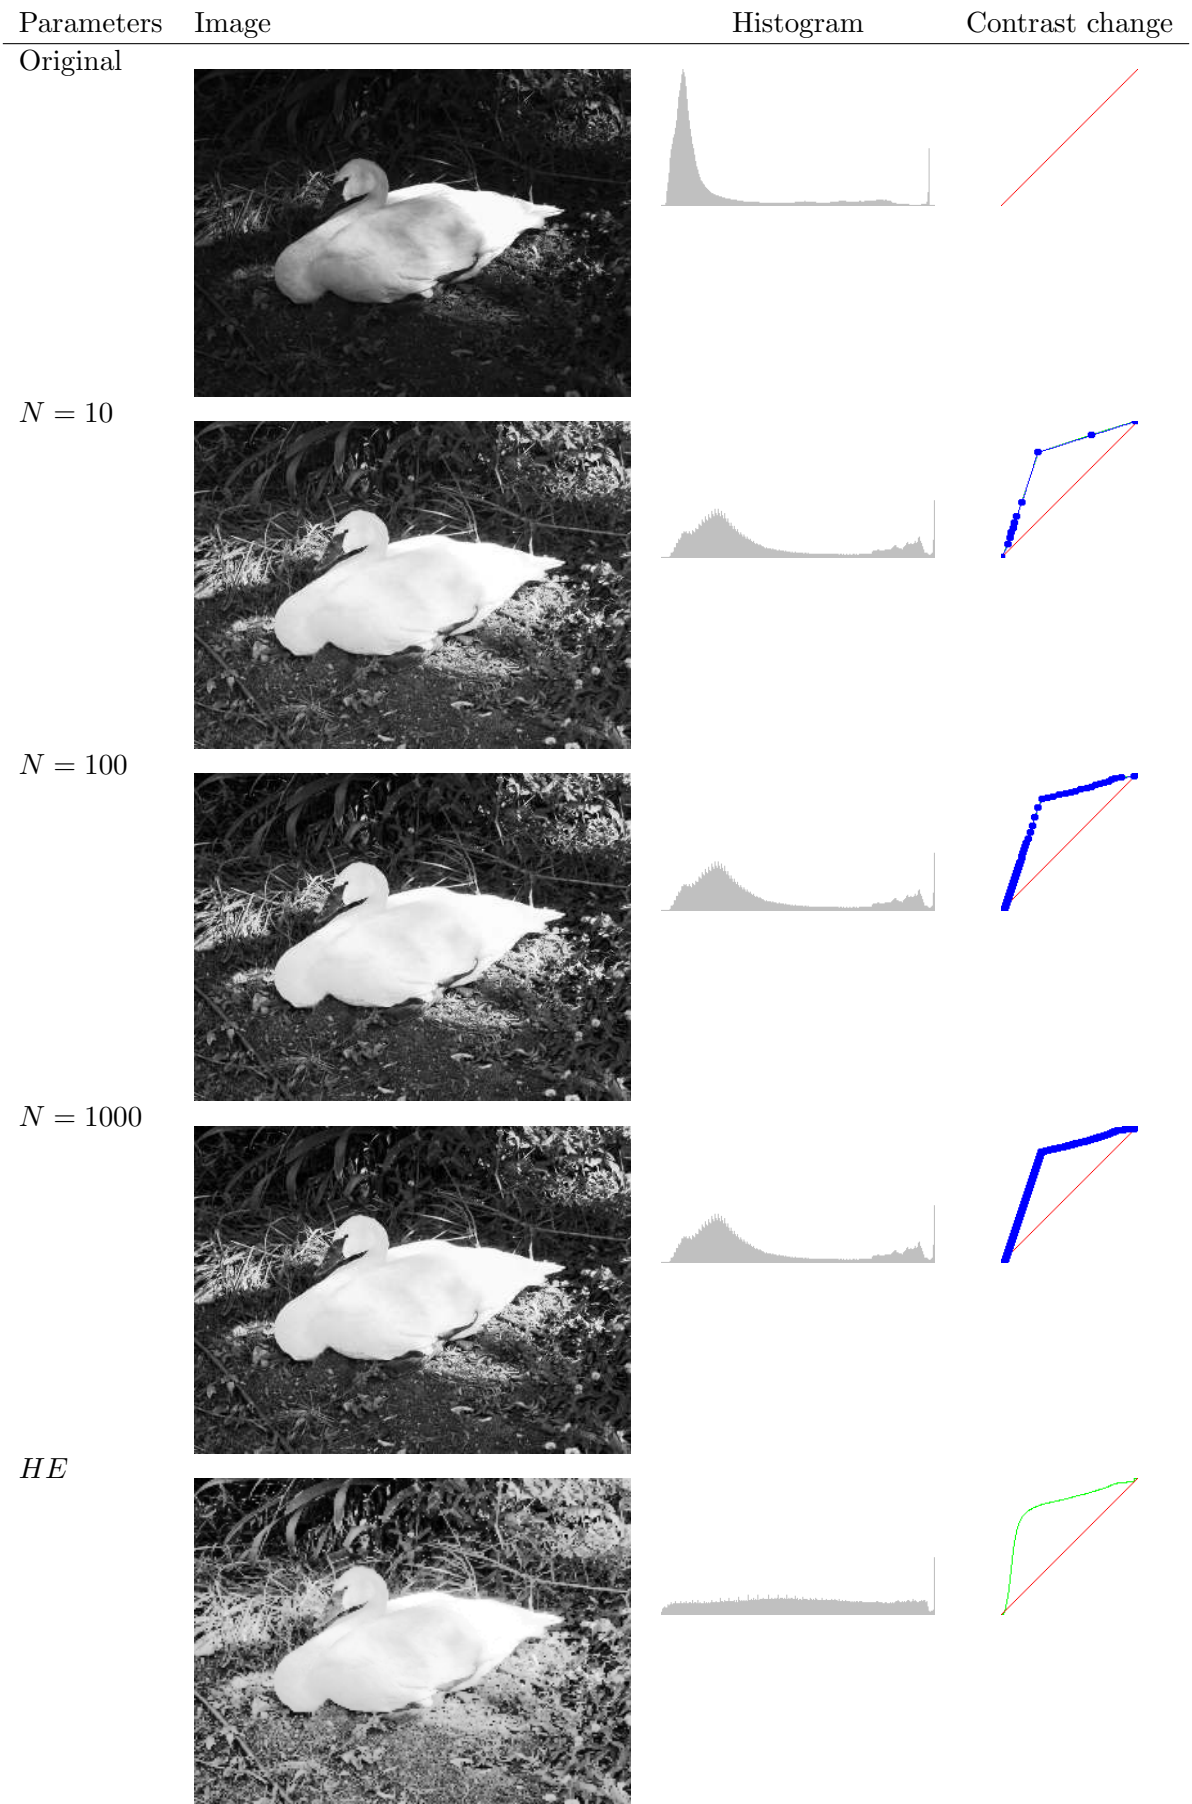 Parameters Image Histogram Contrast change
Original
N = 10
N = 100
N = 1000
HE